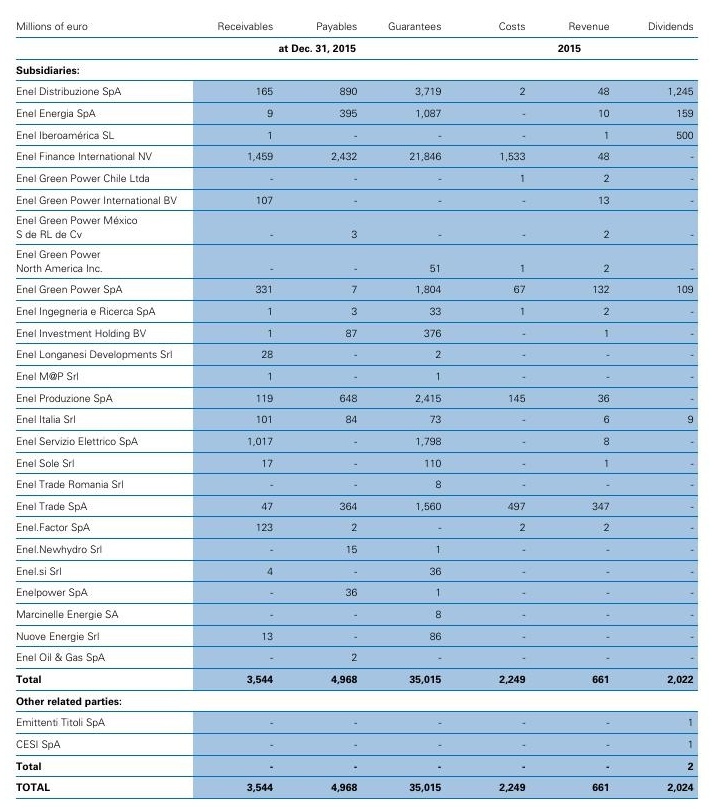 Millions of euro Receivables Payables Guarantees Costs Revenue Dividends
at Dec. 31, 2015 2015
Subsidiaries:
Enel Distribuzione SpA 165 890 3,719 2 48 1,245
Enel Energia SpA 9 395 1,087 - 10 159
Enel Iberoamérica SL 1 - - - 1 500
Enel Finance International NV 1,459 2,432 21,846 1,533 48 -
Enel Green Power Chile Ltda - - - 1 2 -
Enel Green Power International BV 107 - - - 13 -
Enel Green Power México
S de RL de Cv - 3 - - 2 -
Enel Green Power
North America Inc. - - 51 1 2 -
Enel Green Power SpA 331 7 1,804 67 132 109
Enel Ingegneria e Ricerca SpA 1 3 33 1 2 -
Enel Investment Holding BV 1 87 376 - 1 -
Enel Longanesi Developments Srl 28 - 2 - - -
Enel M@P Srl 1 - 1 - - -
Enel Produzione SpA 119 648 2,415 145 36 -
Enel Italia Srl 101 84 73 - 6 9
Enel Servizio Elettrico SpA 1,017 - 1,798 - 8 -
Enel Sole Srl 17 - 110 - 1 -
Enel Trade Romania Srl - - 8 - - -
Enel Trade SpA 47 364 1,560 497 347 -
Enel.Factor SpA 123 2 - 2 2 -
Enel.Newhydro Srl - 15 1 - - -
Enel.si Srl 4 - 36 - - -
Enelpower SpA - 36 1 - - -
Marcinelle Energie SA - - 8 - - -
Nuove Energie Srl 13 - 86 - - -
Enel Oil & Gas SpA - 2 - - - -
Total 3,544 4,968 35,015 2,249 661 2,022
Other related parties:
Emittenti Titoli SpA - - - - - 1
CESI SpA - - - - - 1
Total - - - - - 2
TOTAL 3,544 4,968 35,015 2,249 661 2,024